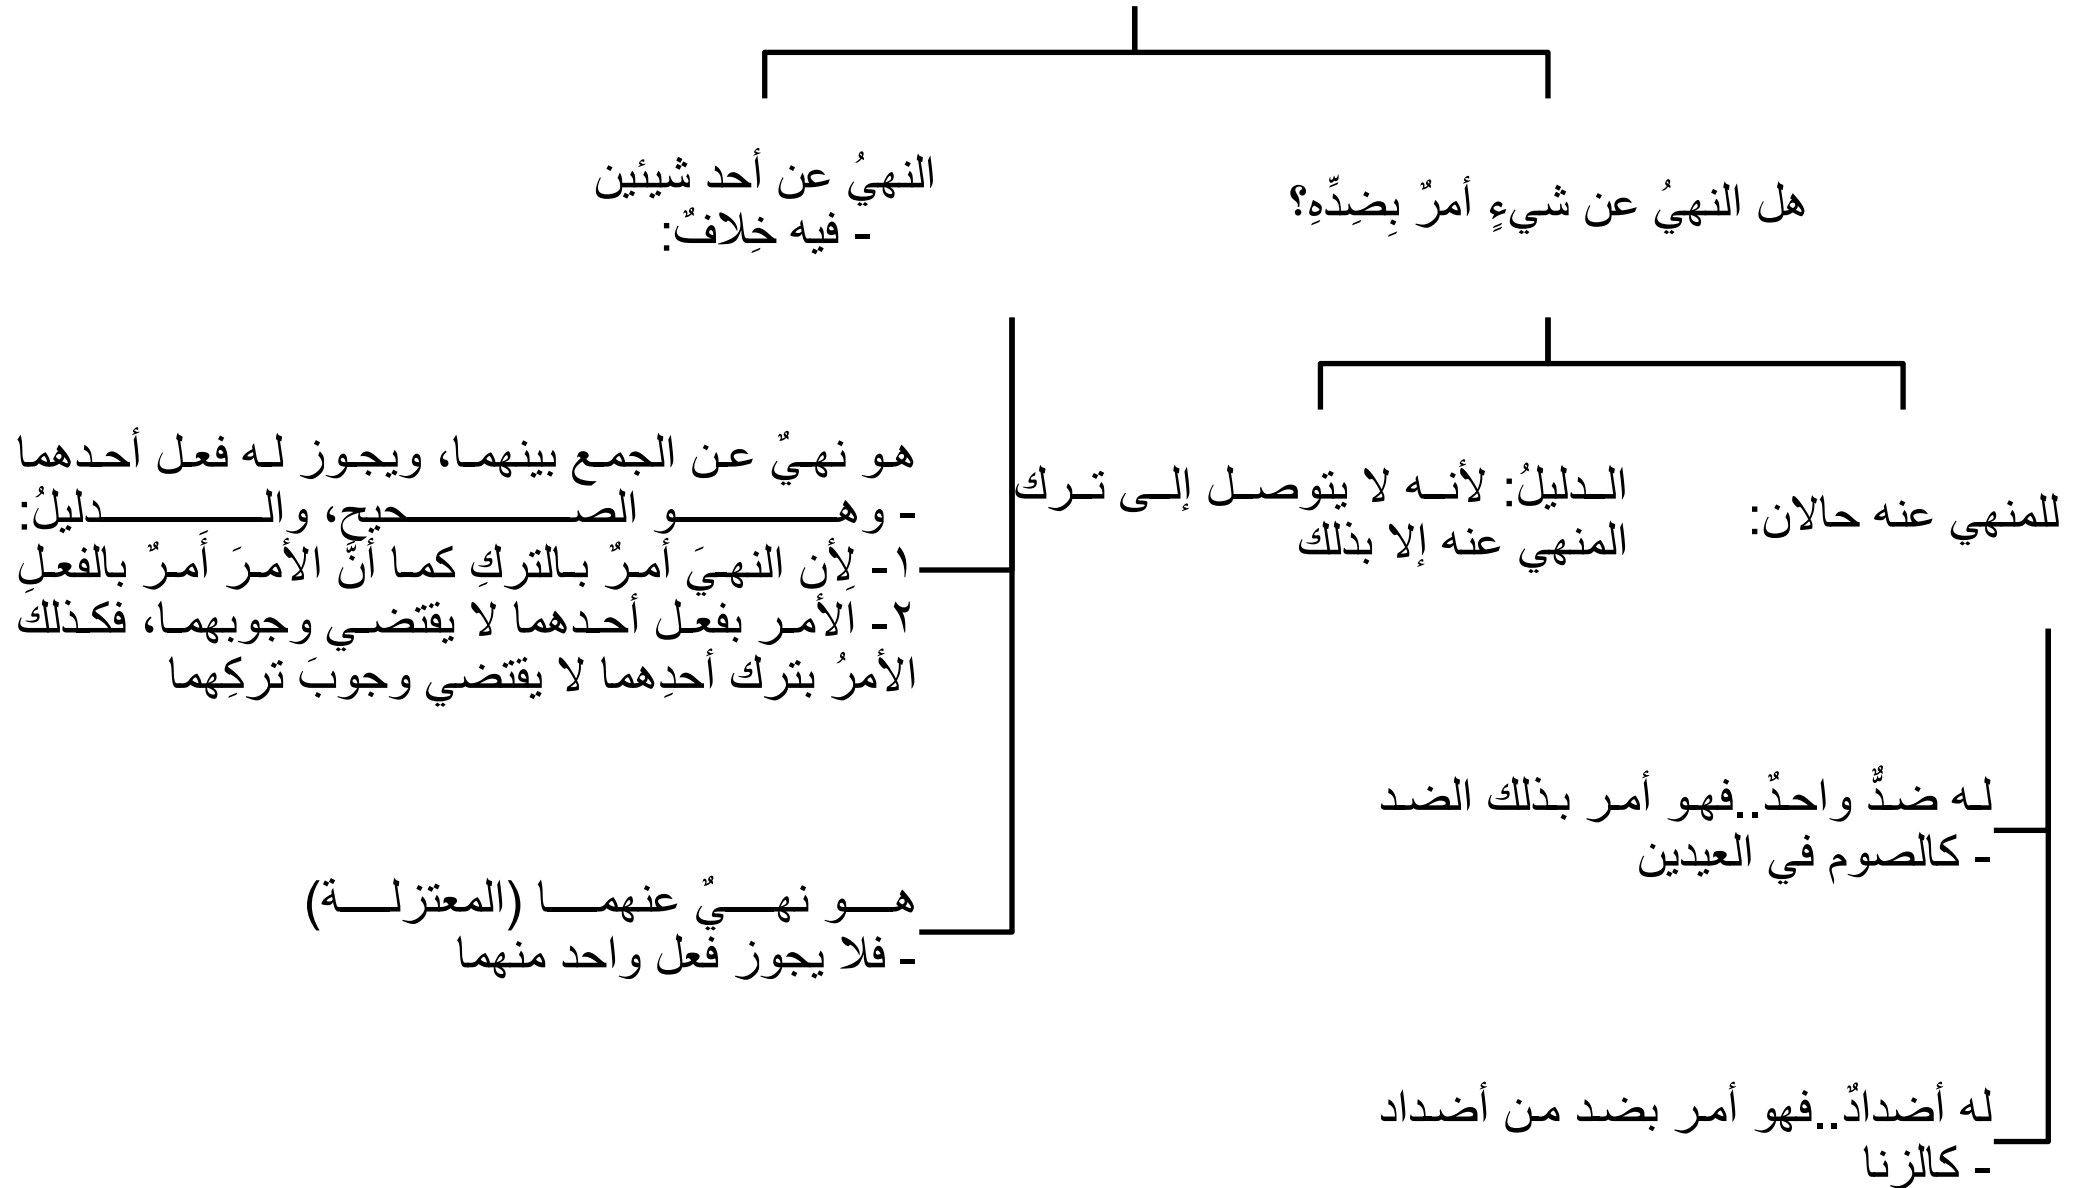 هل النهيُ عن شيءٍ أمرٌ بِضِدِّهِ؟
للمنهي عنه حالان:
له ضدٌّ واحدٌ..فهو أمر بذلك الضد
- كالصوم في العيدين
له أضدادٌ..فهو أمر بضد من أضداد
- كالزنا
الدليلُ: لأنه لا يتوصل إلى ترك
المنهي عنه إلا بذلك
النهيُ عن أحد شيئين
- فيه خِلافٌ:
هو نهيٌ عن الجمع بينهما، ويجوز له فعل أحدهما
- وهو الصحيح، والدليلُ:
١- لِأن النهيَ أمرٌ بالتركِ كما أنَّ الأمرَ أَمرٌ بالفعلِ
٢- الأمر بفعل أحدهما لا يقتضي وجوبهما، فكذلك
الأمرُ بترك أحدِهما لا يقتضي وجوبَ تركِهما
هو نهيٌ عنهما (المعتزلة)
- فلا يجوز فعل واحد منهما